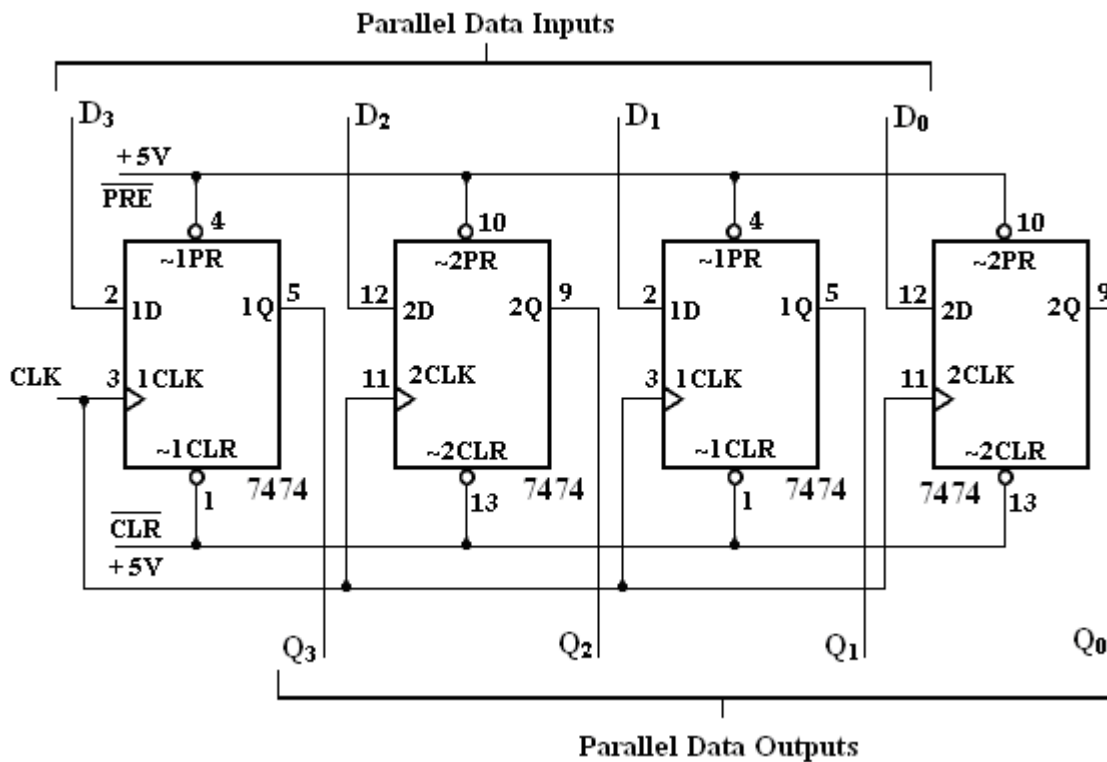 Parallel Data Inputs
D3 D2 D1 D0
+5V
PRE
4 10 4 10
~1PR ~2PR ~1PR ~2PR
2 1D 1Q 5 12 2D 2Q 9 2 1D 1Q 5 12 2D 2Q 9
CLK 3 1CLK 11 2CLK 3 1CLK 11 2CLK
~1CLR ~2CLR ~1CLR ~2CLR
1 7474 13 7474 1 7474 7474 13
CLR
+5V
Q3 Q2 Q1 Q0
Parallel Data Outputs